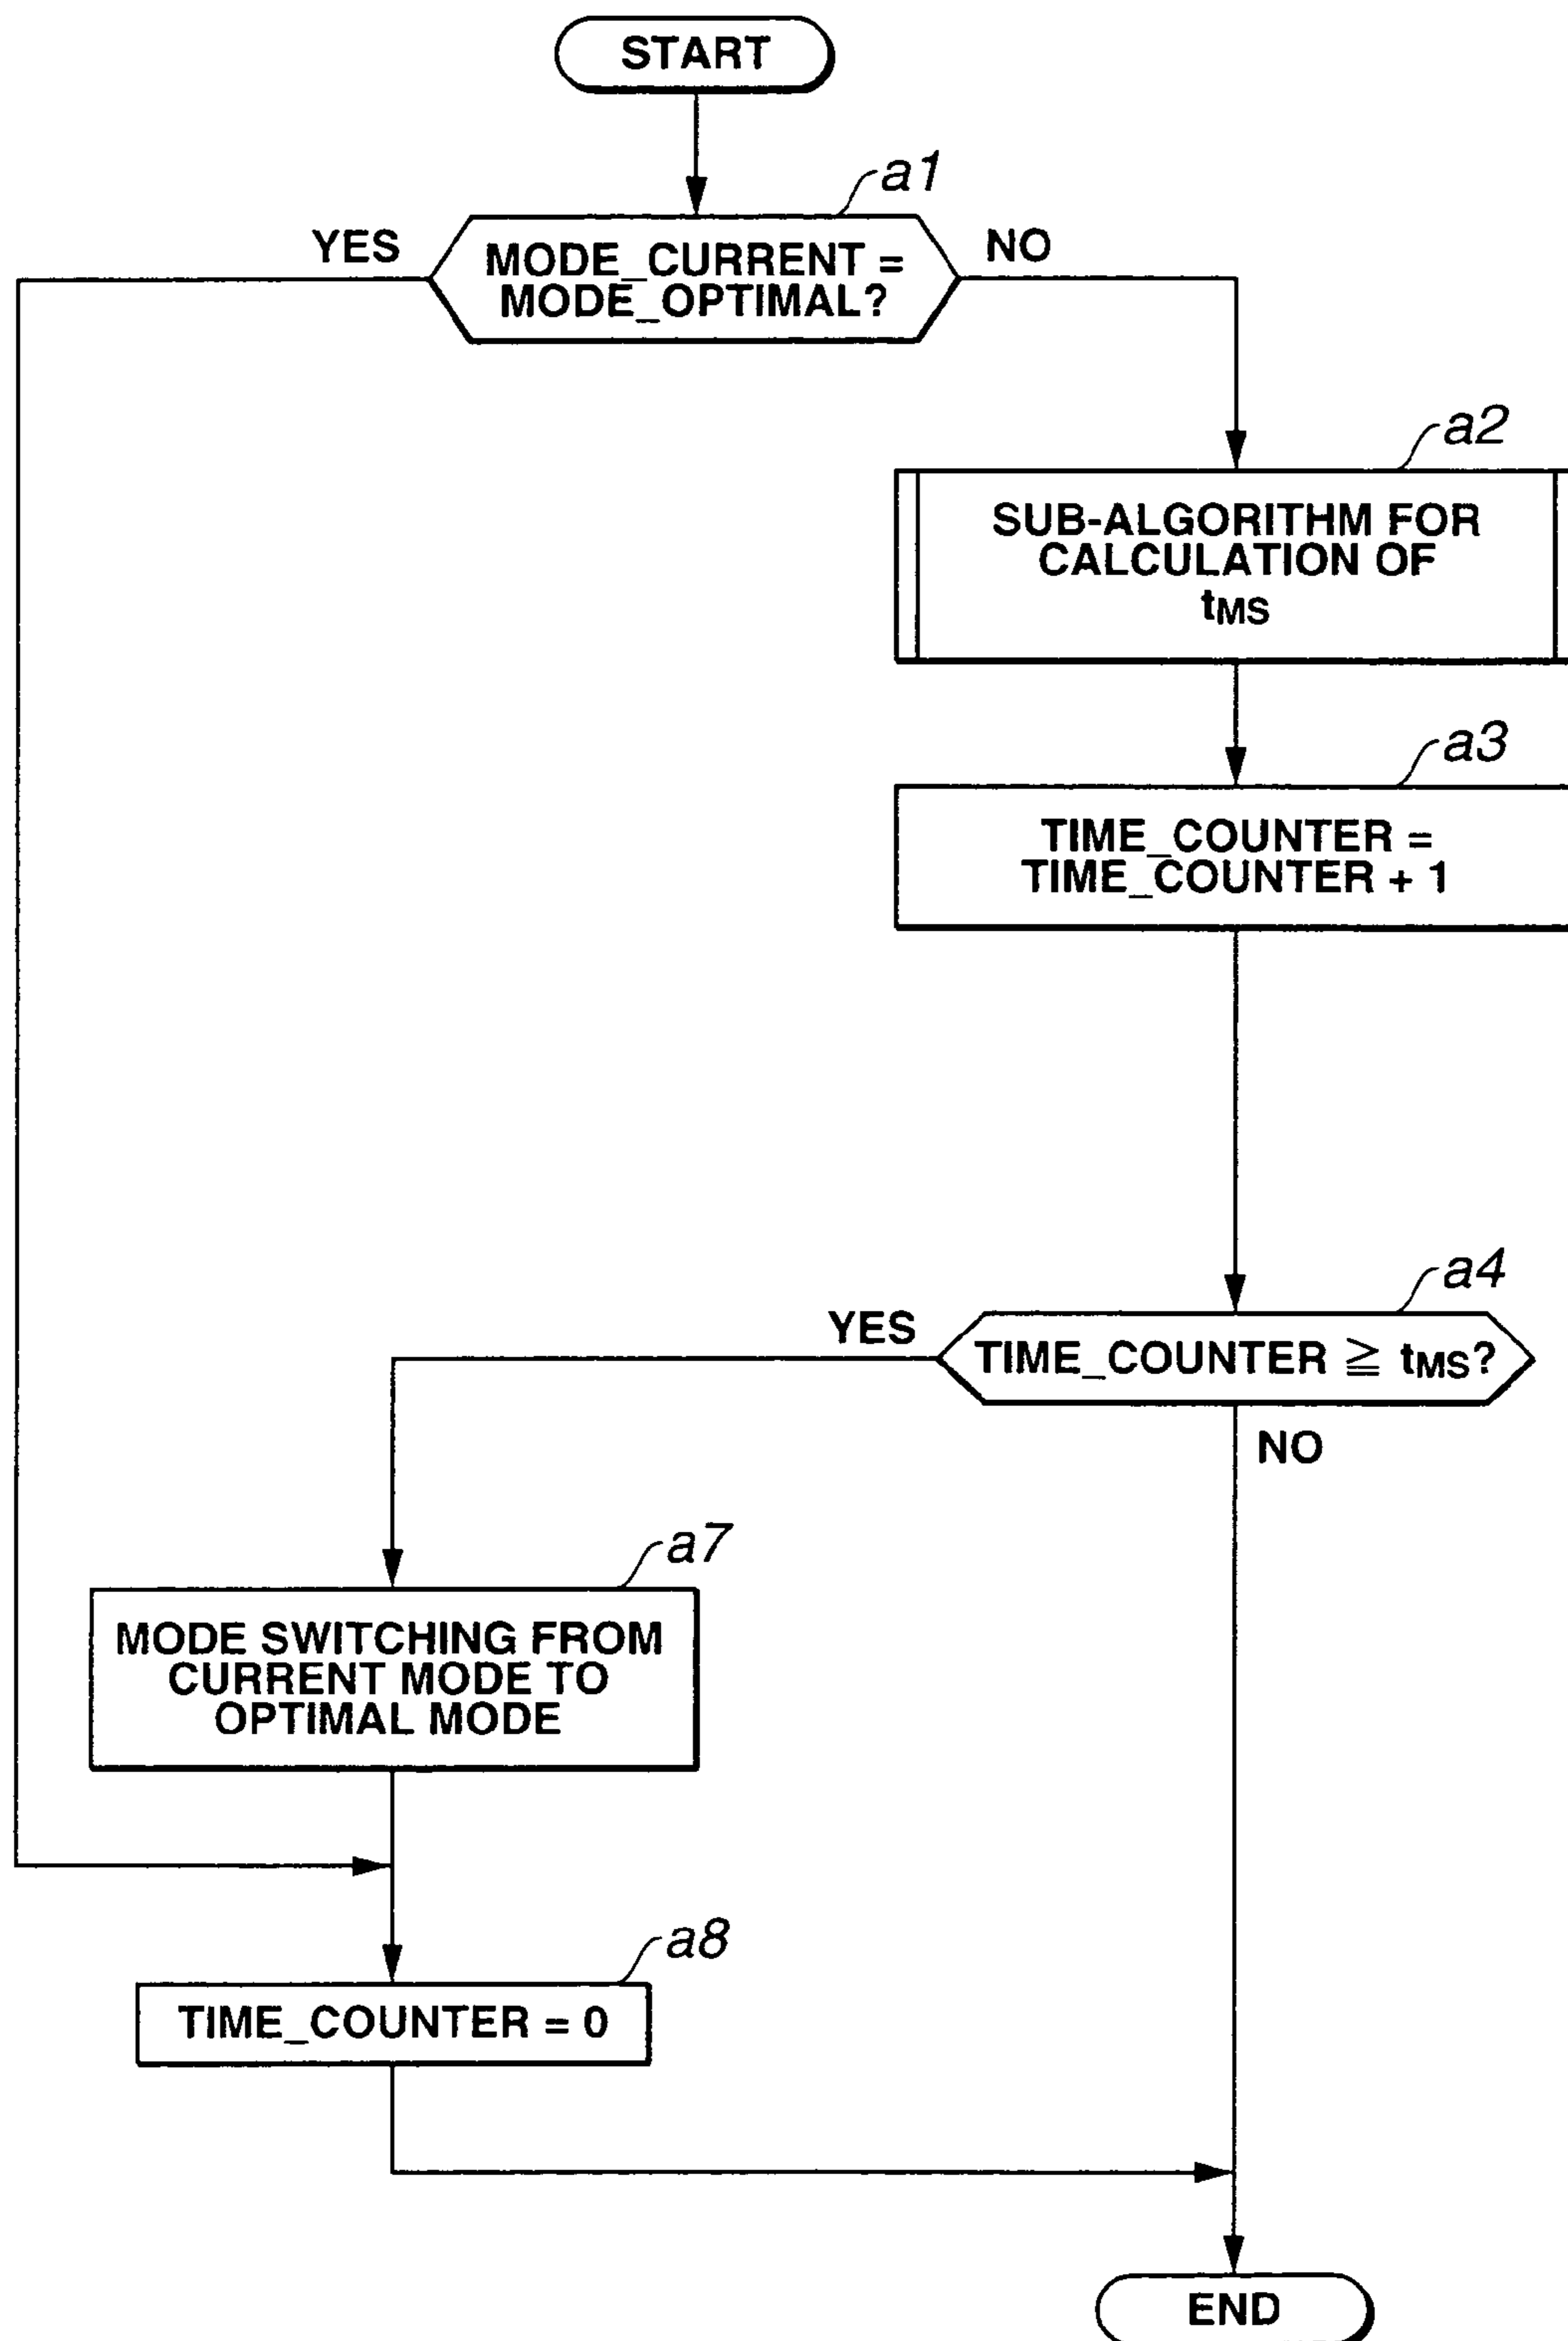 START
a1
YES
NO
MODE_CURRENT =
MODE_OPTIMAL?
a2
SUB-ALGORITHM FOR
CALCULATION OF
tMS
a3
TIME_COUNTER =
TIME_COUNTER + 1
a4
YES
TIME_COUNTER ≧ tMS?
NO
a7
MODE SWITCHING FROM
CURRENT MODE TO
OPTIMAL MODE
a8
TIME_COUNTER = 0
END